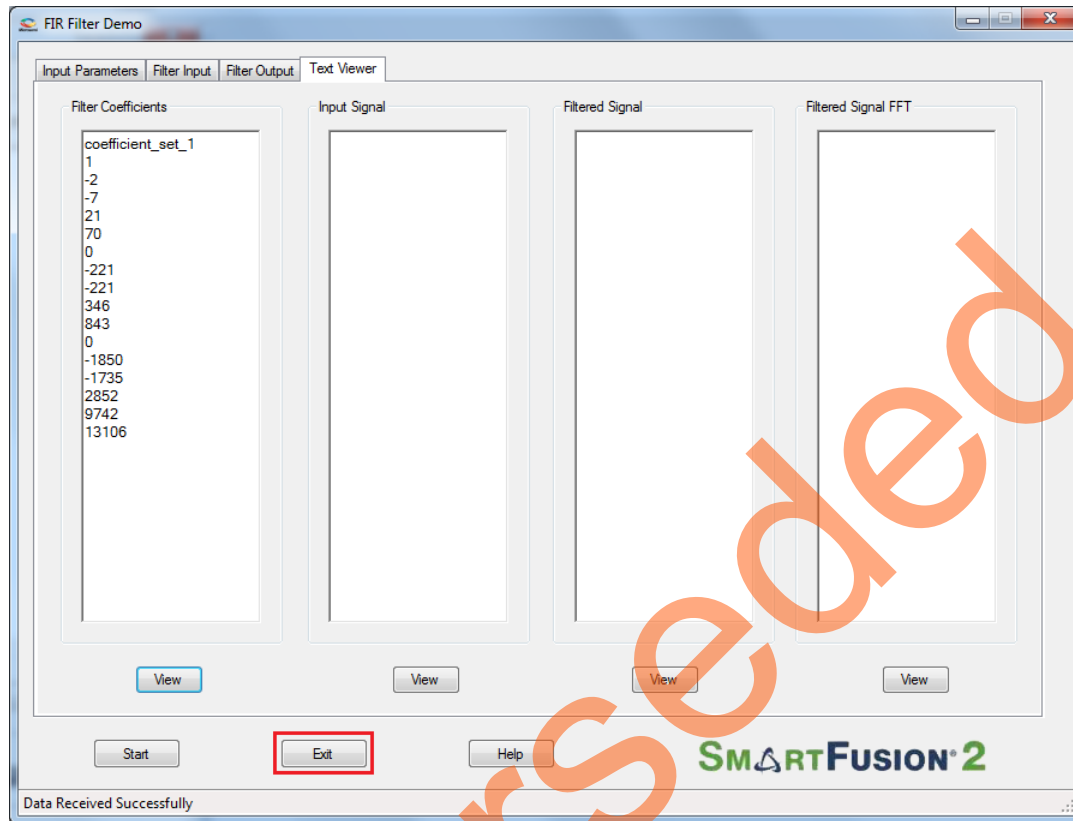 FIR Filter Demo
Input Parameters Filter Input Filter Output Text Viewer
Filter Coefficients Input Signal Filtered Signal Filtered Signal FFT
coefficient_set_1
1
-2
-7
21
70
0
-221
-221
346
843
0
-1850
-1735
2852
9742
13106
View View View View
Start Exit Help SMARTFUSION 2
Data Received Successfully
rseded